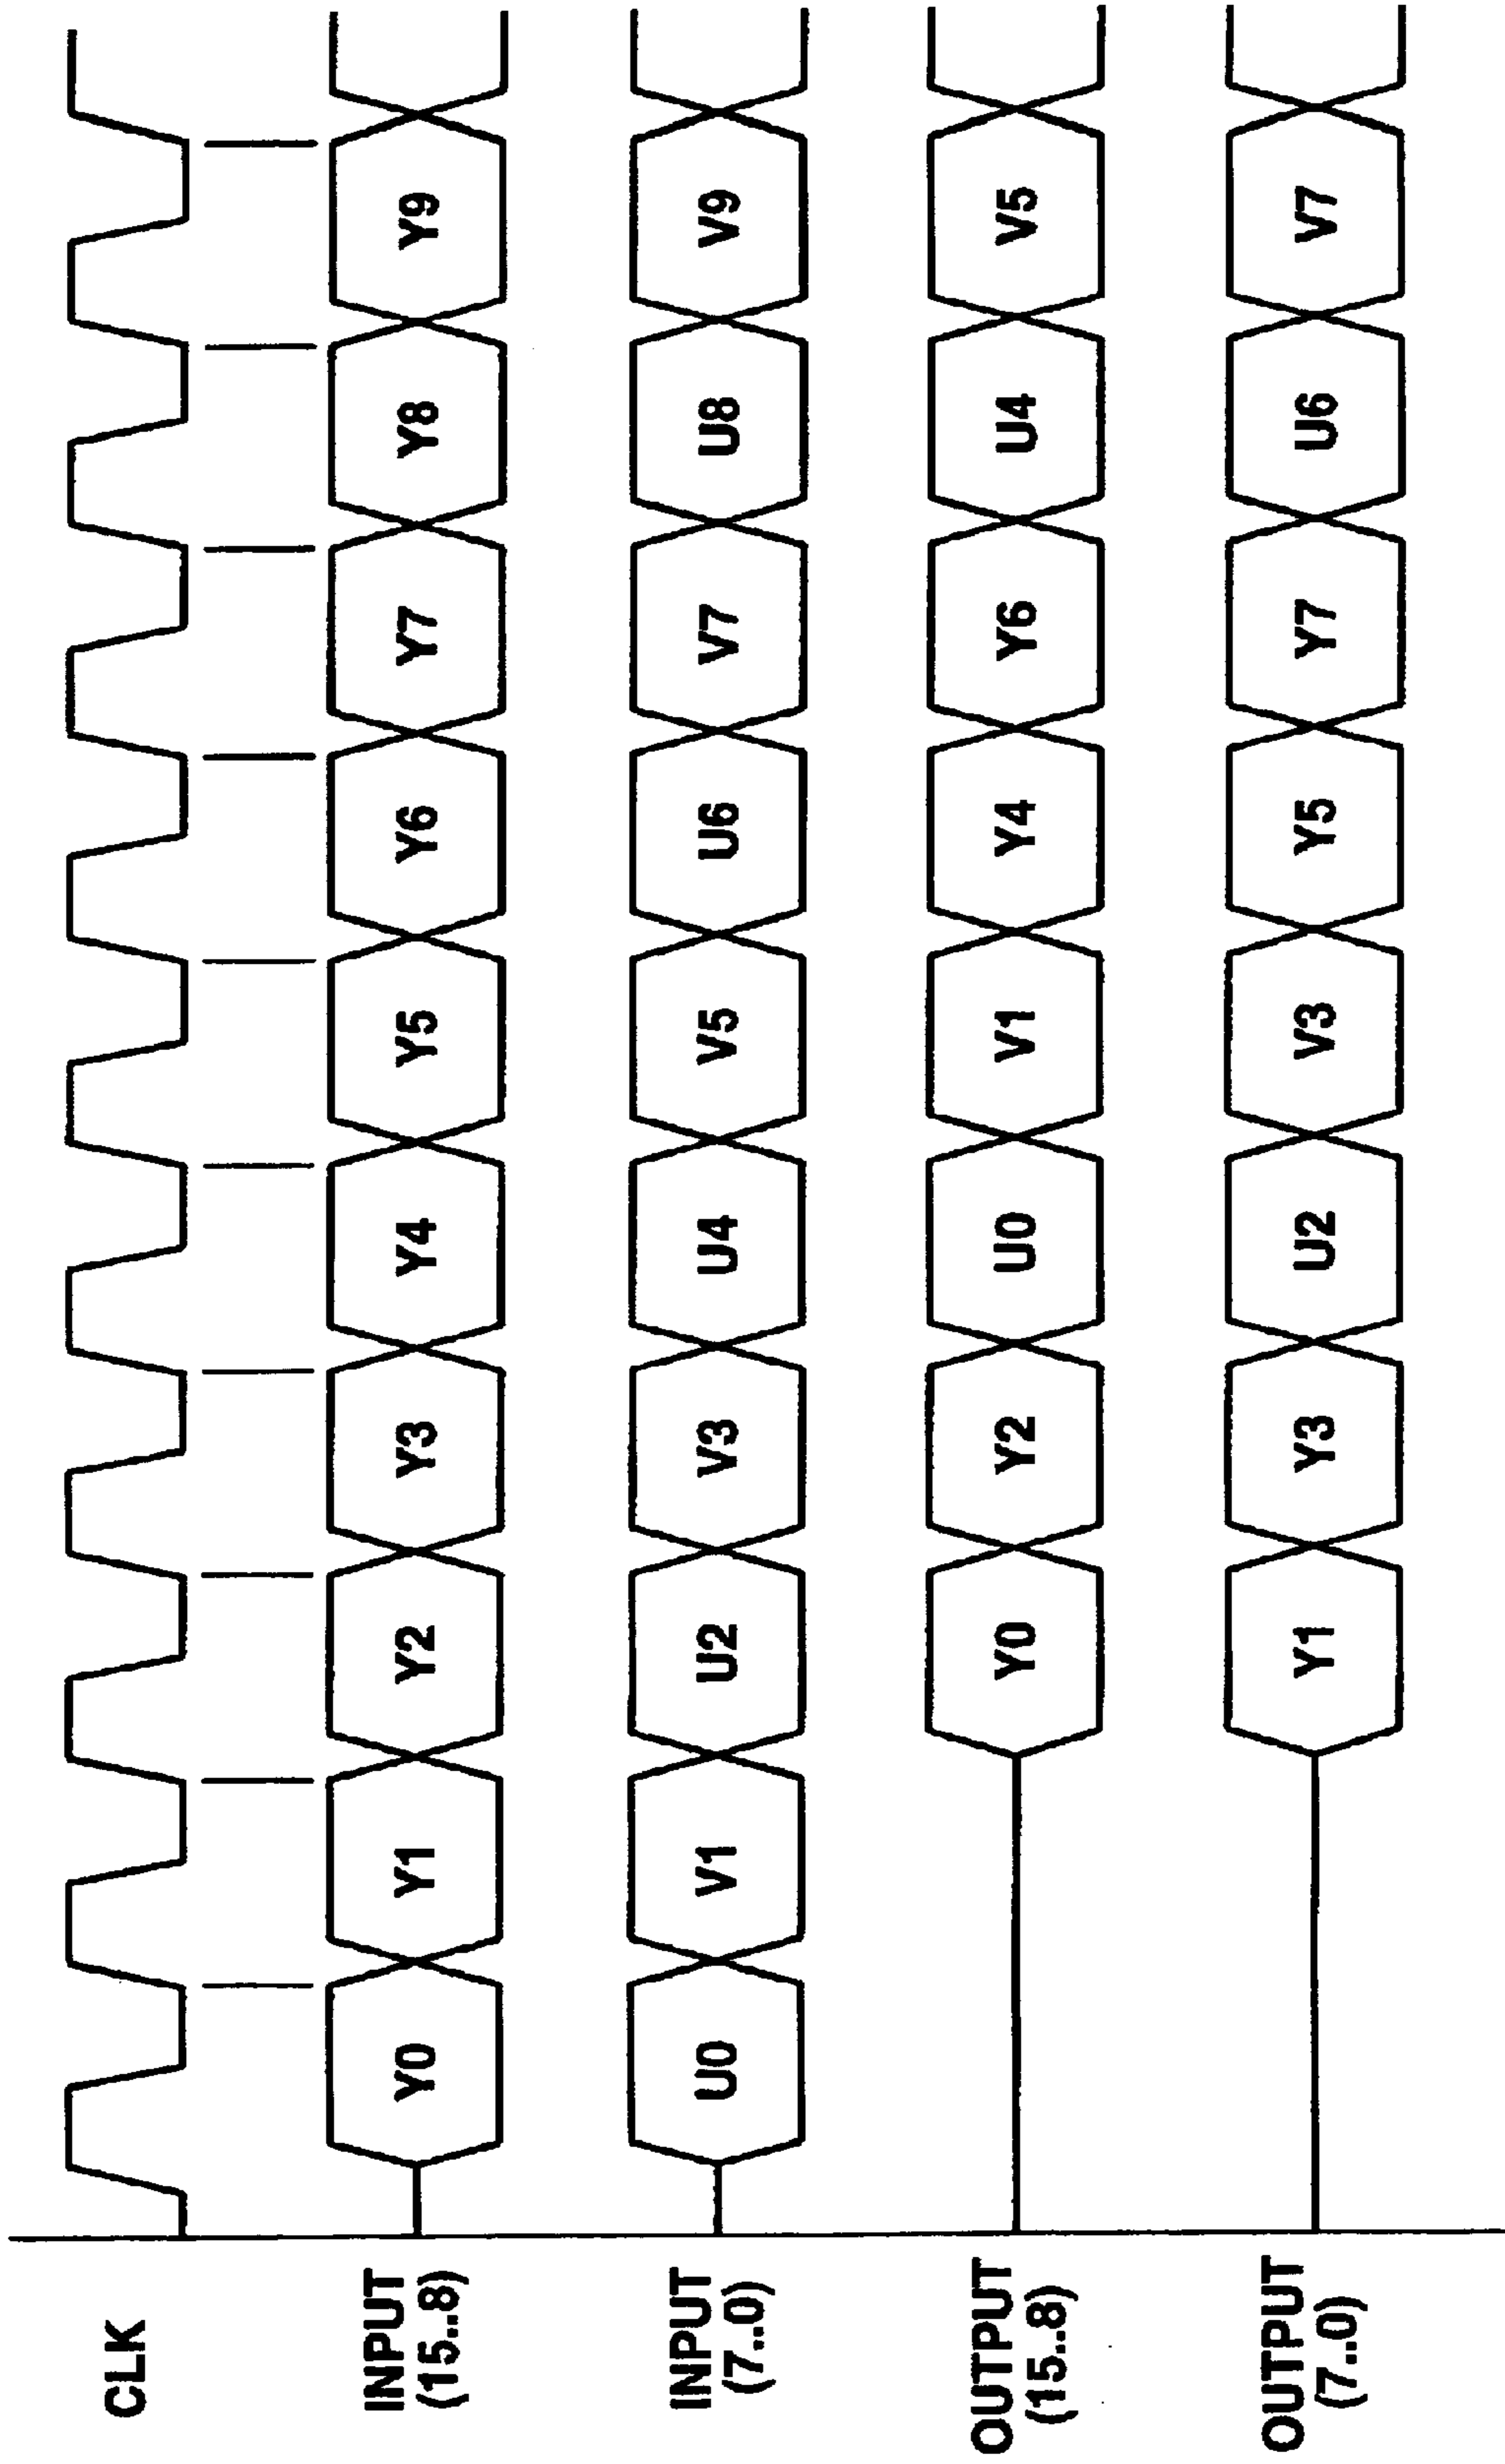 CLK
INPUT
(15..8)
Y0 Y1 Y2 Y3 Y4 Y5 Y6 Y7 Y8 Y9
INPUT
(7..0)
U0 V1 U2 V3 U4 V5 U6 V7 U8 V9
OUTPUT
(15..8)
Y0 Y2 U0 V1 Y4 Y6 U4 V5
OUTPUT
(7..0)
Y1 Y3 U2 V3 Y5 Y7 U6 V7